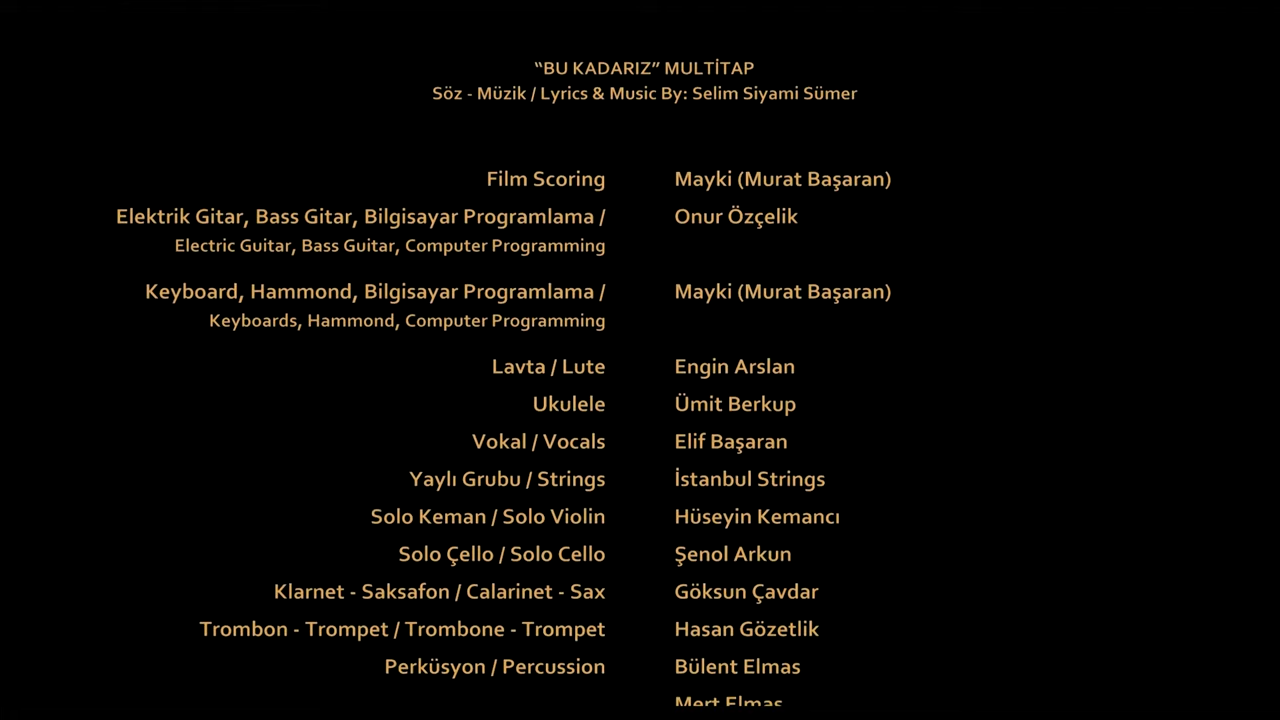 “BU KADARIZ” MULTİTAP
Söz - Müzik / Lyrics & Music By: Selim Siyami Sümer
Film Scoring Mayki (Murat Başaran)
Elektrik Gitar, Bass Gitar, Bilgisayar Programlama / Onur Özçelik
Electric Guitar, Bass Guitar, Computer Programming
Keyboard, Hammond, Bilgisayar Programlama / Mayki (Murat Başaran)
Keyboards, Hammond, Computer Programming
Lavta / Lute Engin Arslan
Ukulele Ümit Berkup
Vokal / Vocals Elif Başaran
Yaylı Grubu / Strings İstanbul Strings
Solo Keman / Solo Violin Hüseyin Kemancı
Solo Çello / Solo Cello Şenol Arkun
Klarnet - Saksafon / Calarinet - Sax Göksun Çavdar
Trombon - Trompet / Trombone - Trompet Hasan Gözetlik
Perküsyon / Percussion Bülent Elmas
Mert Elmas